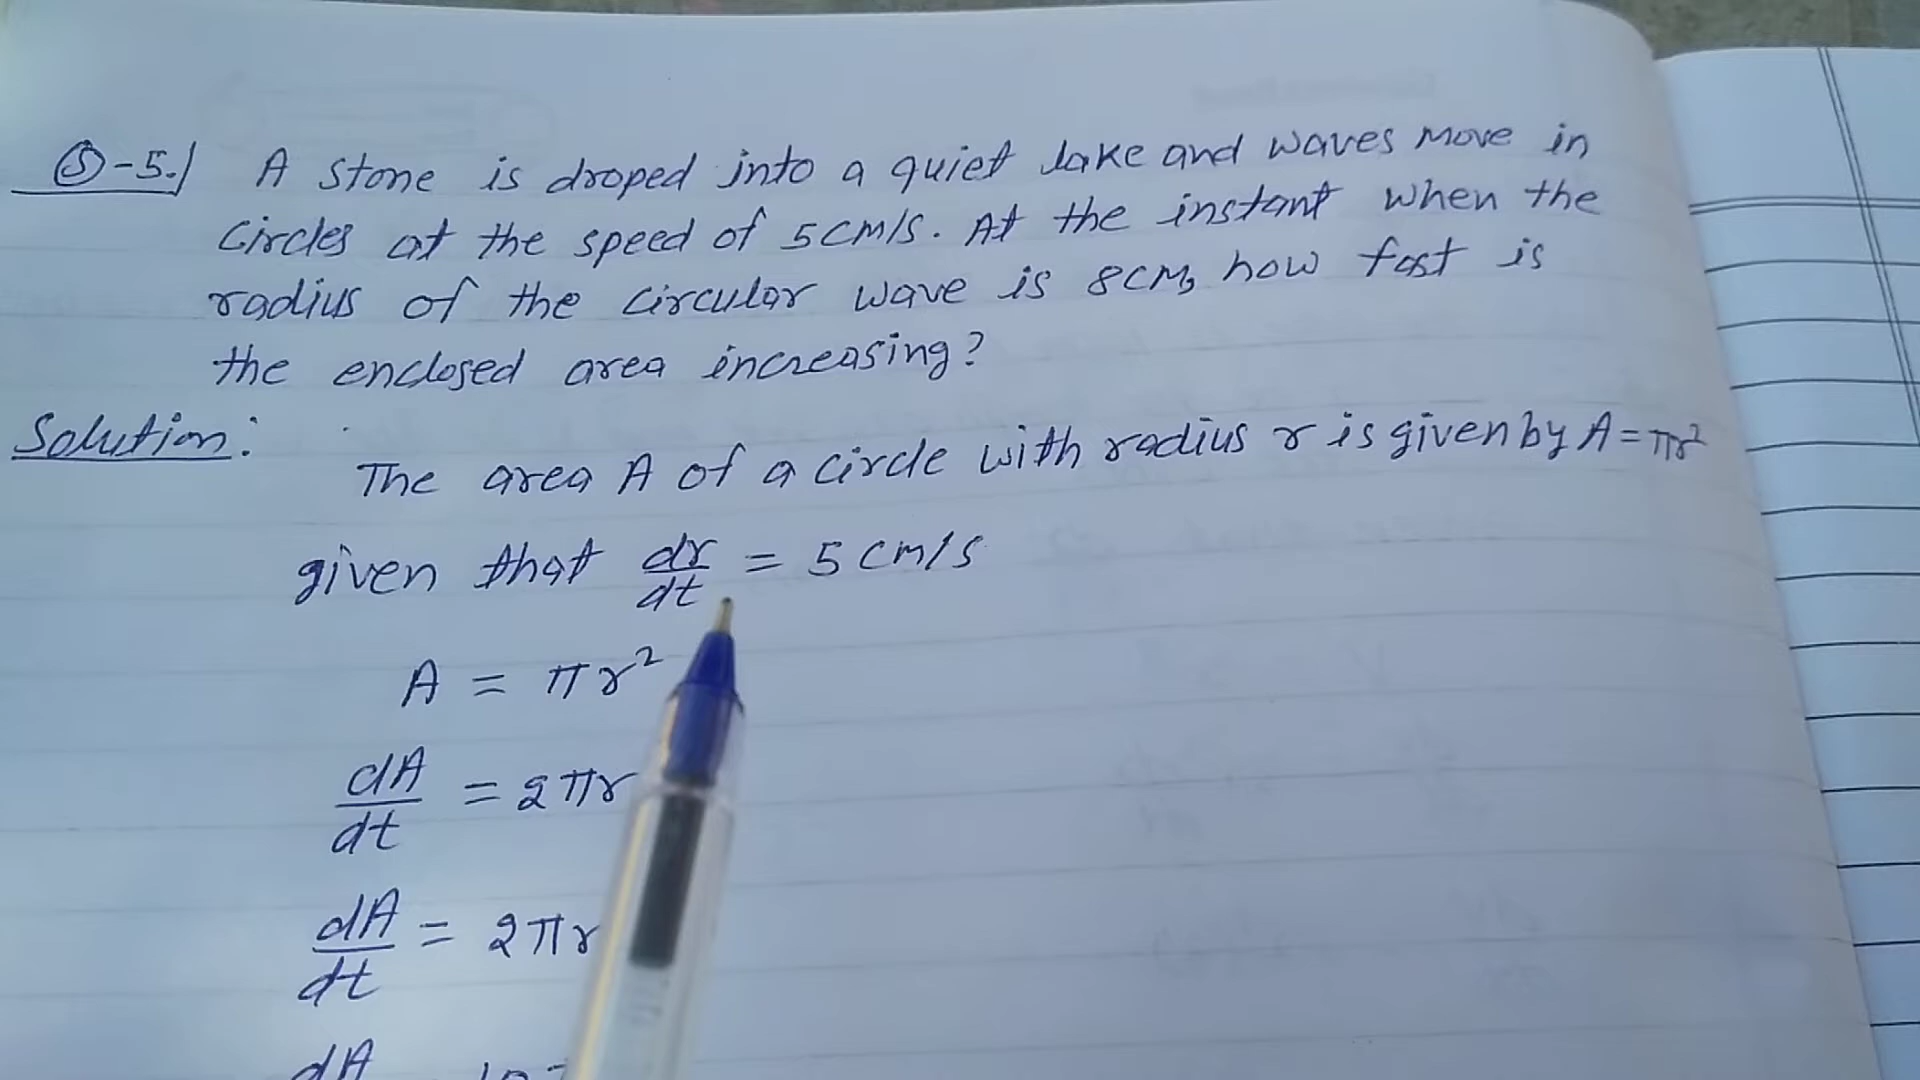 ⑤-5.) A stone is droped into a quiet lake and waves move in
circles at the speed of 5cm/s. At the instant when the
radius of the circular wave is 8cm, how fast is
the enclosed area increasing?
Solution:
The area A of a circle with radius r is given by A = πr²
given that dr/dt = 5cm/s
A = πr²
dA/dt = 2πr
dA/dt = 2πr
dA